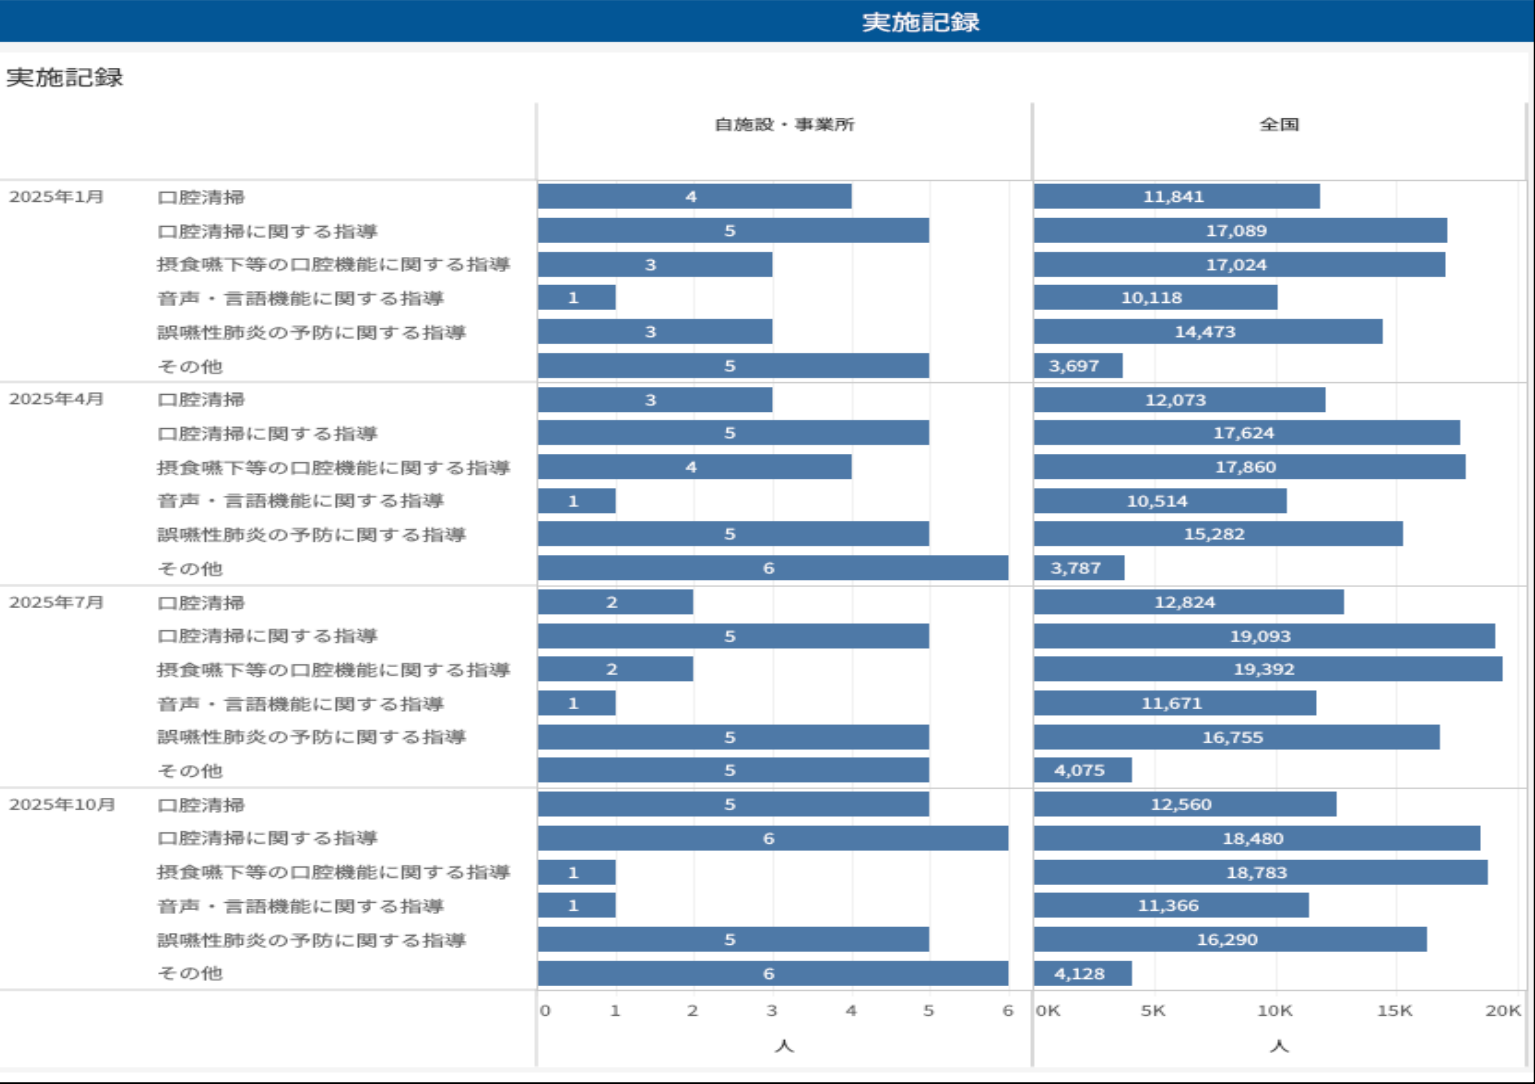 実施記録
実施記録
自施設・事業所 全国
2025年1月 口腔清掃 4 11,841
口腔清掃に関する指導 5 17,089
摂食嚥下等の口腔機能に関する指導 3 17,024
音声・言語機能に関する指導 1 10,118
誤嚥性肺炎の予防に関する指導 3 14,473
その他 5 3,697
2025年4月 口腔清掃 3 12,073
口腔清掃に関する指導 5 17,624
摂食嚥下等の口腔機能に関する指導 4 17,860
音声・言語機能に関する指導 1 10,514
誤嚥性肺炎の予防に関する指導 5 15,282
その他 6 3,787
2025年7月 口腔清掃 2 12,824
口腔清掃に関する指導 5 19,093
摂食嚥下等の口腔機能に関する指導 2 19,392
音声・言語機能に関する指導 1 11,671
誤嚥性肺炎の予防に関する指導 5 16,755
その他 5 4,075
2025年10月 口腔清掃 5 12,560
口腔清掃に関する指導 6 18,480
摂食嚥下等の口腔機能に関する指導 1 18,783
音声・言語機能に関する指導 1 11,366
誤嚥性肺炎の予防に関する指導 5 16,290
その他 6 4,128
0 1 2 3 4 5 6 0K 5K 10K 15K 20K
人 人